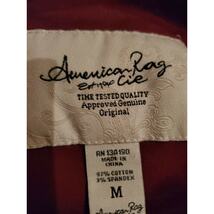 American Rag
Cie
TIME TESTED QUALITY
Approved Genuine
Original
RN 13A190
MADE IN
CHINA
97% COTTON
3% SPANDEX
M
American Rag